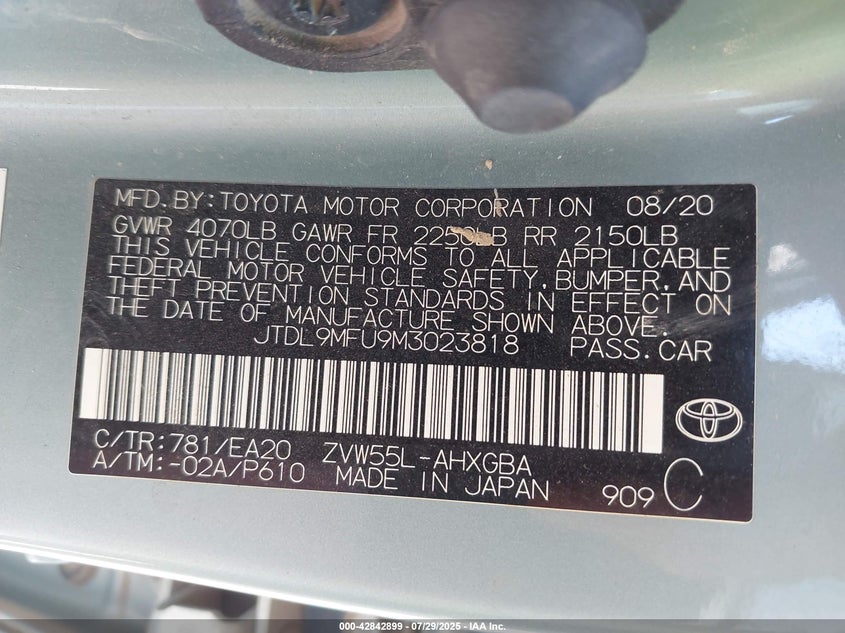 MFD.BY:TOYOTA MOTOR CORPORATION 08/20
GVWR 4070LB GAWR FR 2250LB RR 2150LB
THIS VEHICLE CONFORMS TO ALL APPLICABLE
FEDERAL MOTOR VEHICLE SAFETY,BUMPER,AND
THEFT PREVENTION STANDARDS IN EFFECT ON
THE DATE OF MANUFACTURE SHOWN ABOVE.
JTDL9MFU9M3023818 PASS.CAR
C/TR:781/EA20 ZVW55L-AHXGBA
A/TM:-02A/P610 MADE IN JAPAN
909 C
000-42842899 - 07/29/2025 - IAA Inc.